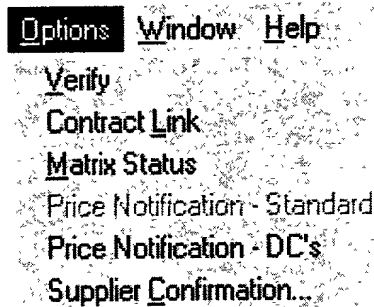 Options Window Help
Verify
Contract Link
Matrix Status
Price Notification - Standard
Price Notification - DC's
Supplier Confirmation...